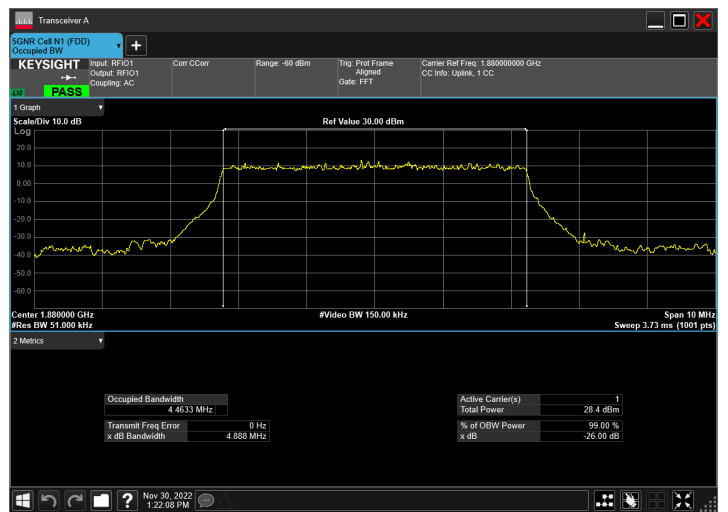 Transceiver A
5GNR Cell N1 (FDD)
Occupied BW
KEYSIGHT
LXI
PASS
Input: RFIO1
Output: RFIO1
Coupling: AC
Corr CCorr
Range: -60 dBm
Trig: Prot Frame
Aligned
Gate: FFT
Carrier Ref Freq: 1.880000000 GHz
CC Info: Uplink, 1 CC
1 Graph
Scale/Div 10.0 dB
Ref Value 30.00 dBm
Log
20.0
10.0
0.00
-10.0
-20.0
-30.0
-40.0
-50.0
-60.0
Center 1.880000 GHz
#Video BW 150.00 kHz
Span 10 MHz
#Res BW 51.000 kHz
Sweep 3.73 ms (1001 pts)
2 Metrics
Occupied Bandwidth
4.4633 MHz
Transmit Freq Error 0 Hz
x dB Bandwidth 4.888 MHz
Active Carrier(s) 1
Total Power 28.4 dBm
% of OBW Power 99.00 %
x dB -26.00 dB
?
Nov 30, 2022
1:22:08 PM